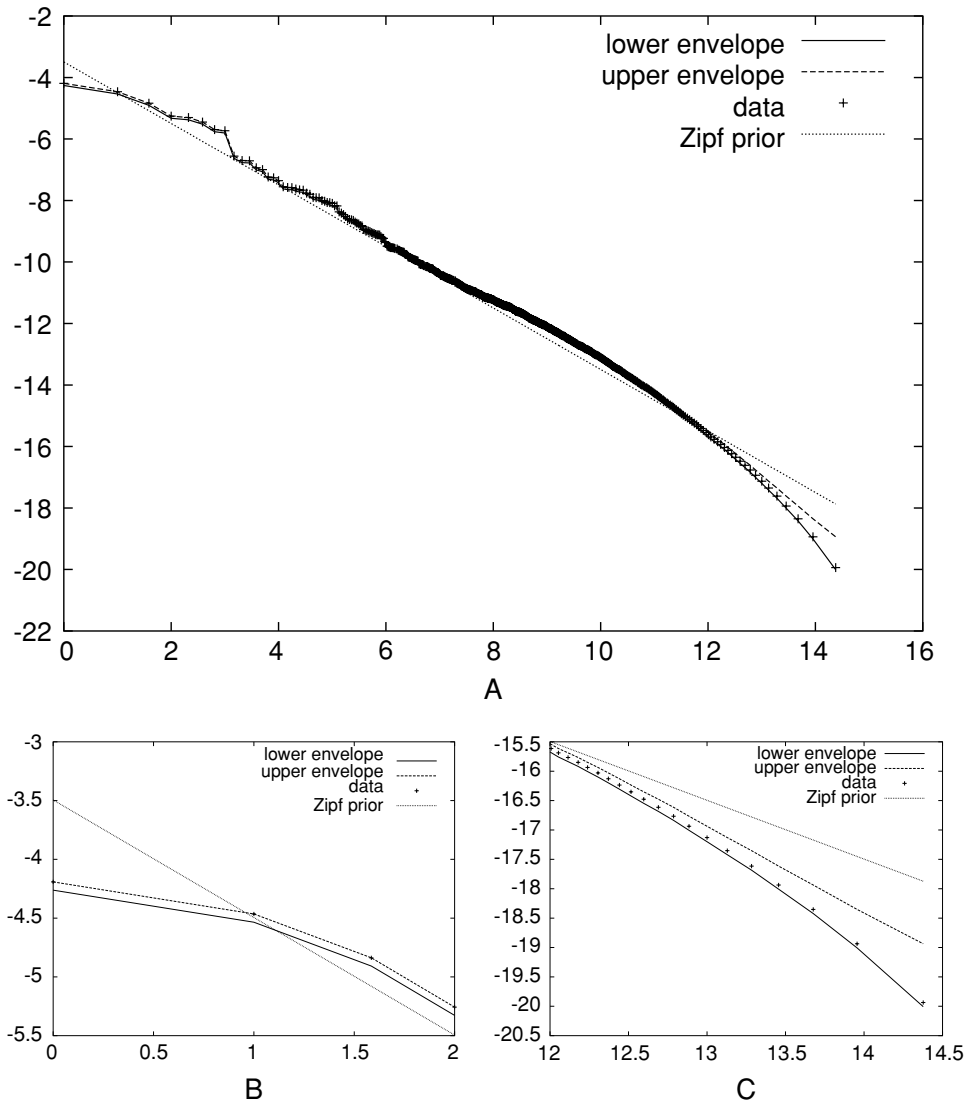 -2
-4
-6
-8
-10
-12
-14
-16
-18
-20
-22
0 2 4 6 8 10 12 14 16
lower envelope
upper envelope
data
Zipf prior
A
-3
-3.5
-4
-4.5
-5
-5.5
0 0.5 1 1.5 2
lower envelope
upper envelope
data
Zipf prior
B
-15.5
-16
-16.5
-17
-17.5
-18
-18.5
-19
-19.5
-20
-20.5
12 12.5 13 13.5 14 14.5
lower envelope
upper envelope
data
Zipf prior
C